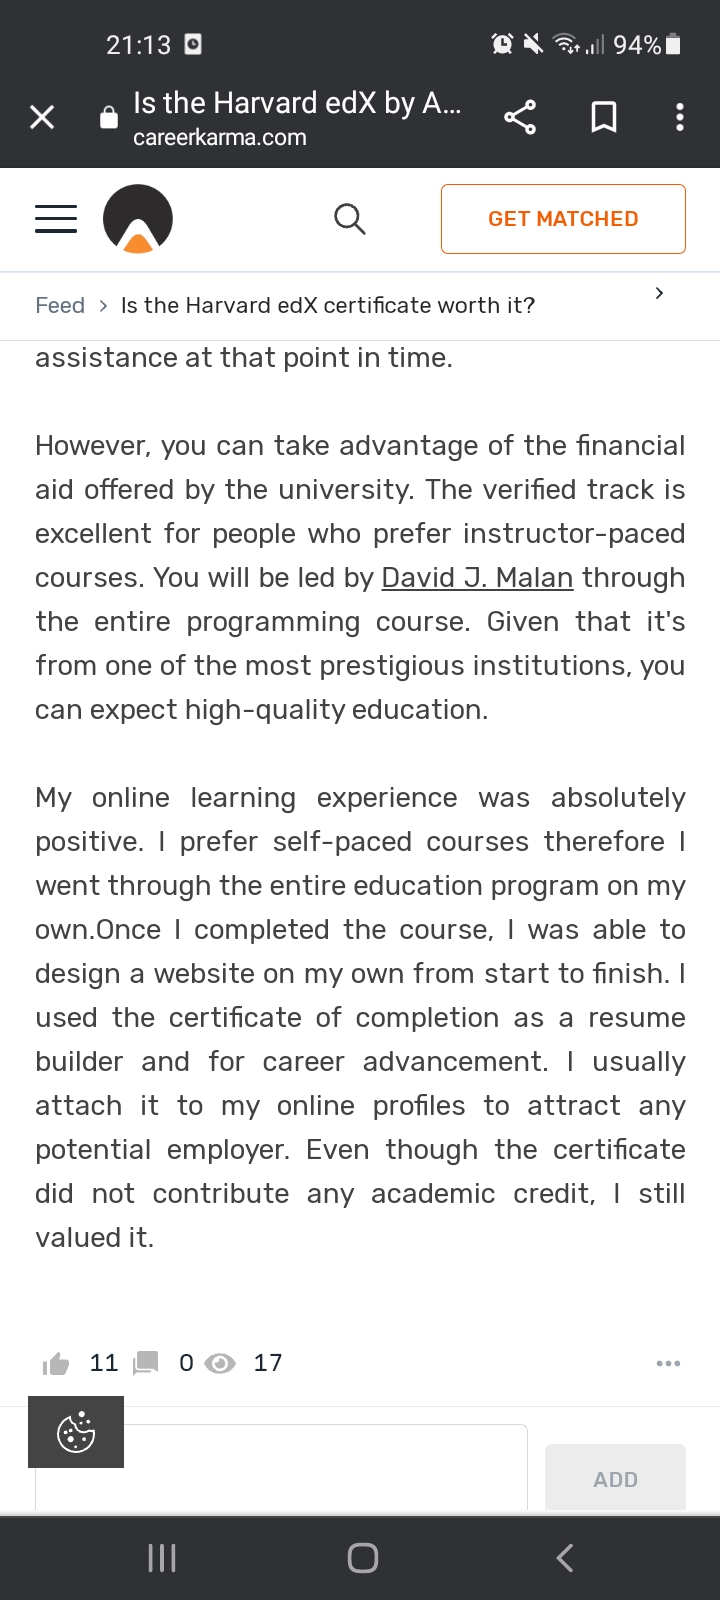 21:13
94%
Is the Harvard edX by A...
careerkarma.com
GET MATCHED
Feed > Is the Harvard edX certificate worth it? >
assistance at that point in time.
However, you can take advantage of the financial
aid offered by the university. The verified track is
excellent for people who prefer instructor-paced
courses. You will be led by David J. Malan through
the entire programming course. Given that it's
from one of the most prestigious institutions, you
can expect high-quality education.
My online learning experience was absolutely
positive. I prefer self-paced courses therefore I
went through the entire education program on my
own.Once I completed the course, I was able to
design a website on my own from start to finish. I
used the certificate of completion as a resume
builder and for career advancement. I usually
attach it to my online profiles to attract any
potential employer. Even though the certificate
did not contribute any academic credit, I still
valued it.
11 0 17
ADD